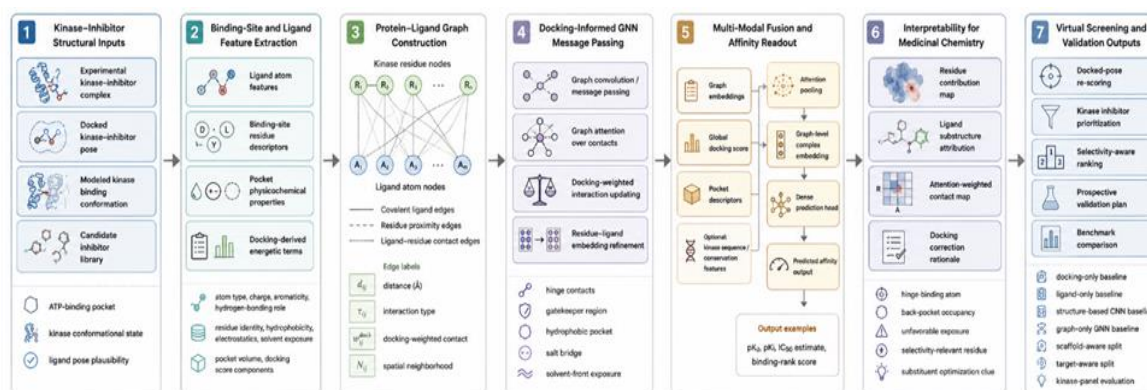 1
Kinase–Inhibitor
Structural Inputs
Experimental
kinase–inhibitor
complex
Docked
kinase–inhibitor
pose
Modeled kinase
binding
conformation
Candidate
inhibitor
library
ATP-binding pocket
kinase conformational
state
ligand pose plausibility
2
Binding-Site and Ligand
Feature Extraction
Ligand atom
features
D
L
Y
Binding-site
residue
descriptors
Pocket
physicochemical
properties
Docking-derived
energetic terms
atom type, charge, aromaticity,
hydrogen-bonding role
residue identity, hydrophobicity,
electrostatics, solvent exposure
pocket volume, docking
score components
3
Protein–Ligand Graph
Construction
Kinase residue nodes
Ligand atom nodes
Covalent ligand edges
Residue proximity edges
Ligand–residue contact edges
Edge labels
distance (Å)
interaction type
docking-weighted
contact
spatial neighborhood
4
Docking-Informed GNN
Message Passing
Graph convolution /
message passing
Graph attention
over contacts
Docking-weighted
interaction updating
Residue–ligand
embedding refinement
hinge contacts
gatekeeper region
hydrophobic pocket
salt bridge
solvent-front exposure
5
Multi-Modal Fusion and
Affinity Readout
Graph embeddings
Global
docking score
Pocket
descriptors
Optional:
kinase sequence /
conservation
features
Attention
pooling
Graph-level
complex
embedding
Dense
prediction head
Predicted affinity
output
Output examples
pKd, pKi, IC50 estimate,
binding-rank score
6
Interpretability for
Medicinal Chemistry
Residue
contribution
map
Ligand
substructure
attribution
R
A
Attention-weighted
contact map
Docking
correction
rationale
hinge-binding atom
back-pocket occupancy
unfavorable exposure
selectivity-relevant residue
substituent optimization clue
7
Virtual Screening and
Validation Outputs
Docked-pose
re-scoring
Kinase inhibitor
prioritization
2 1 3
Selectivity-aware
ranking
Prospective
validation plan
Benchmark
comparison
docking-only baseline
ligand-only baseline
structure-based CNN baseline
graph-only GNN baseline
scaffold-aware split
target-aware split
kinase-panel evaluation